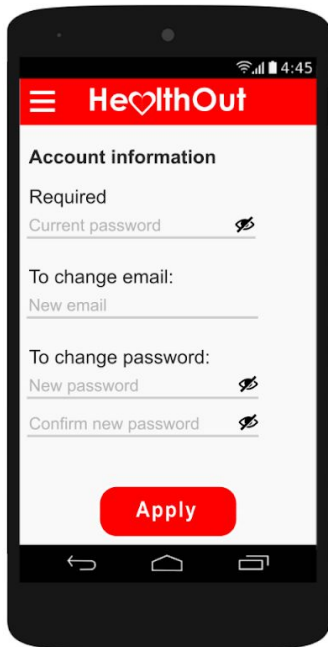 4:45
HealthOut
Account information
Required
Current password
To change email:
New email
To change password:
New password
Confirm new password
Apply